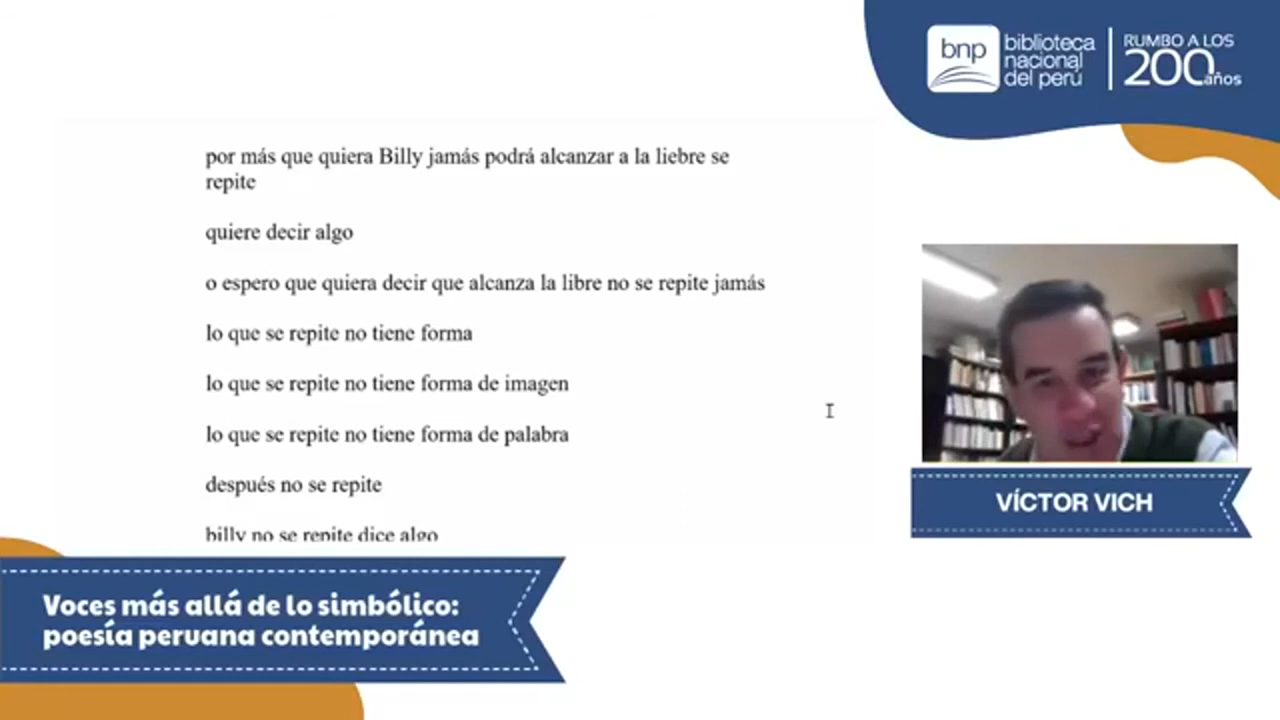 bnp
biblioteca
nacional
del perú
RUMBO A LOS
200 años
por más que quiera Billy jamás podrá alcanzar a la liebre se
repite
quiere decir algo
o espero que quiera decir que alcanza la libre no se repite jamás
lo que se repite no tiene forma
lo que se repite no tiene forma de imagen
lo que se repite no tiene forma de palabra
después no se repite
billy no se repite dice algo
VÍCTOR VICH
Voces más allá de lo simbólico:
poesía peruana contemporánea